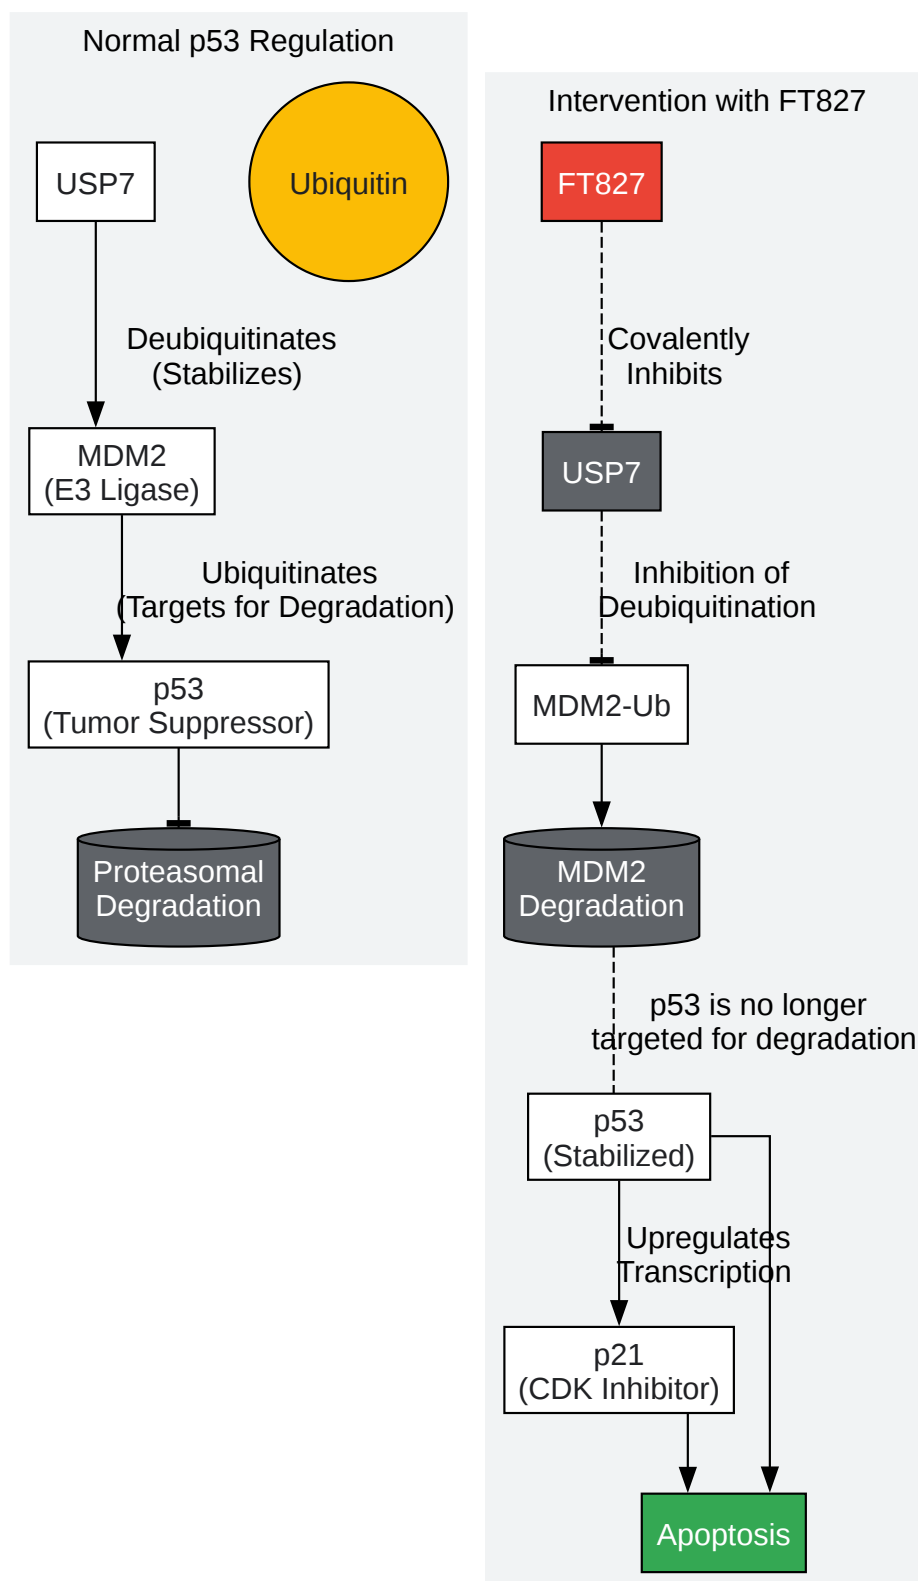 Normal p53 Regulation
USP7
Ubiquitin
Deubiquitinates
(Stabilizes)
MDM2
(E3 Ligase)
Ubiquitinates
(Targets for Degradation)
p53
(Tumor Suppressor)
Proteasomal
Degradation
Intervention with FT827
FT827
Covalently
Inhibits
USP7
Inhibition of
Deubiquitination
MDM2-Ub
MDM2
Degradation
p53 is no longer
targeted for degradation
p53
(Stabilized)
Upregulates
Transcription
p21
(CDK Inhibitor)
Apoptosis